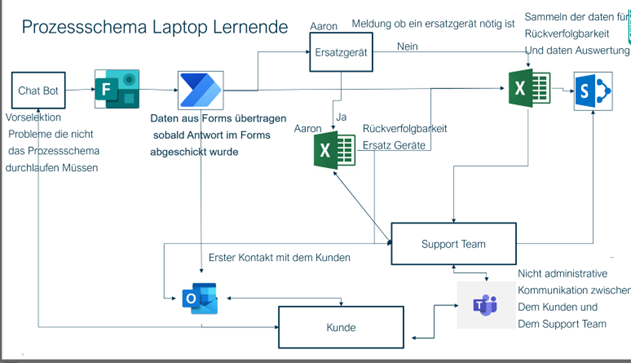 Prozessschema Laptop Lernende
Aaron
Meldung ob ein ersatzgerät nötig ist
Sammeln der daten für
Rückverfolgbarkeit
Und daten Auswertung
Ersatzgerät
Nein
Chat Bot
F
X
S
Vorselektion
Probleme die nicht
das Prozessschema
durchlaufen Müssen
Daten aus Forms übertragen
sobald Antwort im Forms
abgeschickt wurde
Ja
Aaron
X
Rückverfolgbarkeit
Ersatz Geräte
Support Team
Erster Kontakt mit dem Kunden
O
Kunde
T
Nicht administrative
Kommunikation zwischen
Dem Kunden und
Dem Support Team